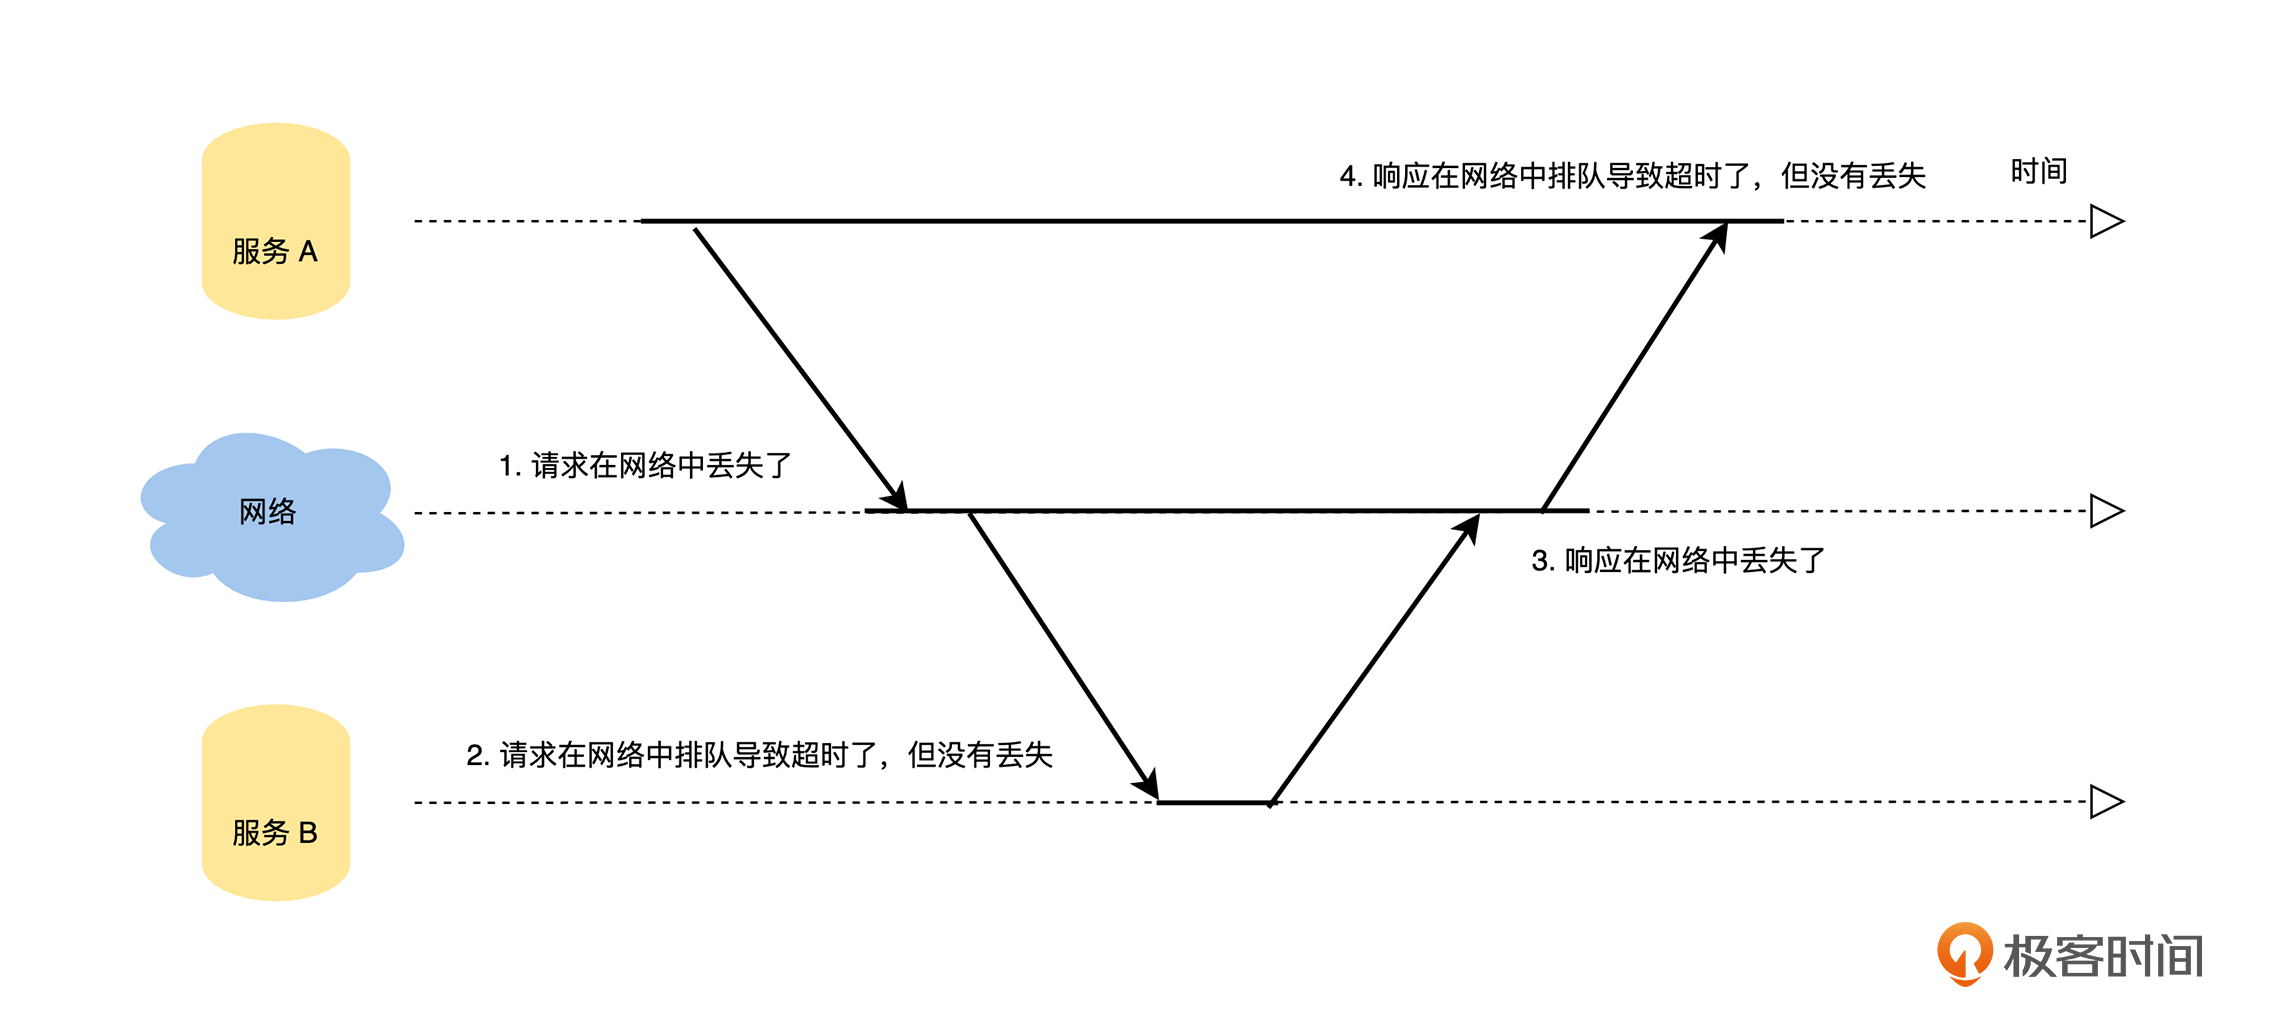 4. 响应在网络中排队导致超时了，但没有丢失
时间
服务 A
1. 请求在网络中丢失了
网络
3. 响应在网络中丢失了
2. 请求在网络中排队导致超时了，但没有丢失
服务 B
极客时间